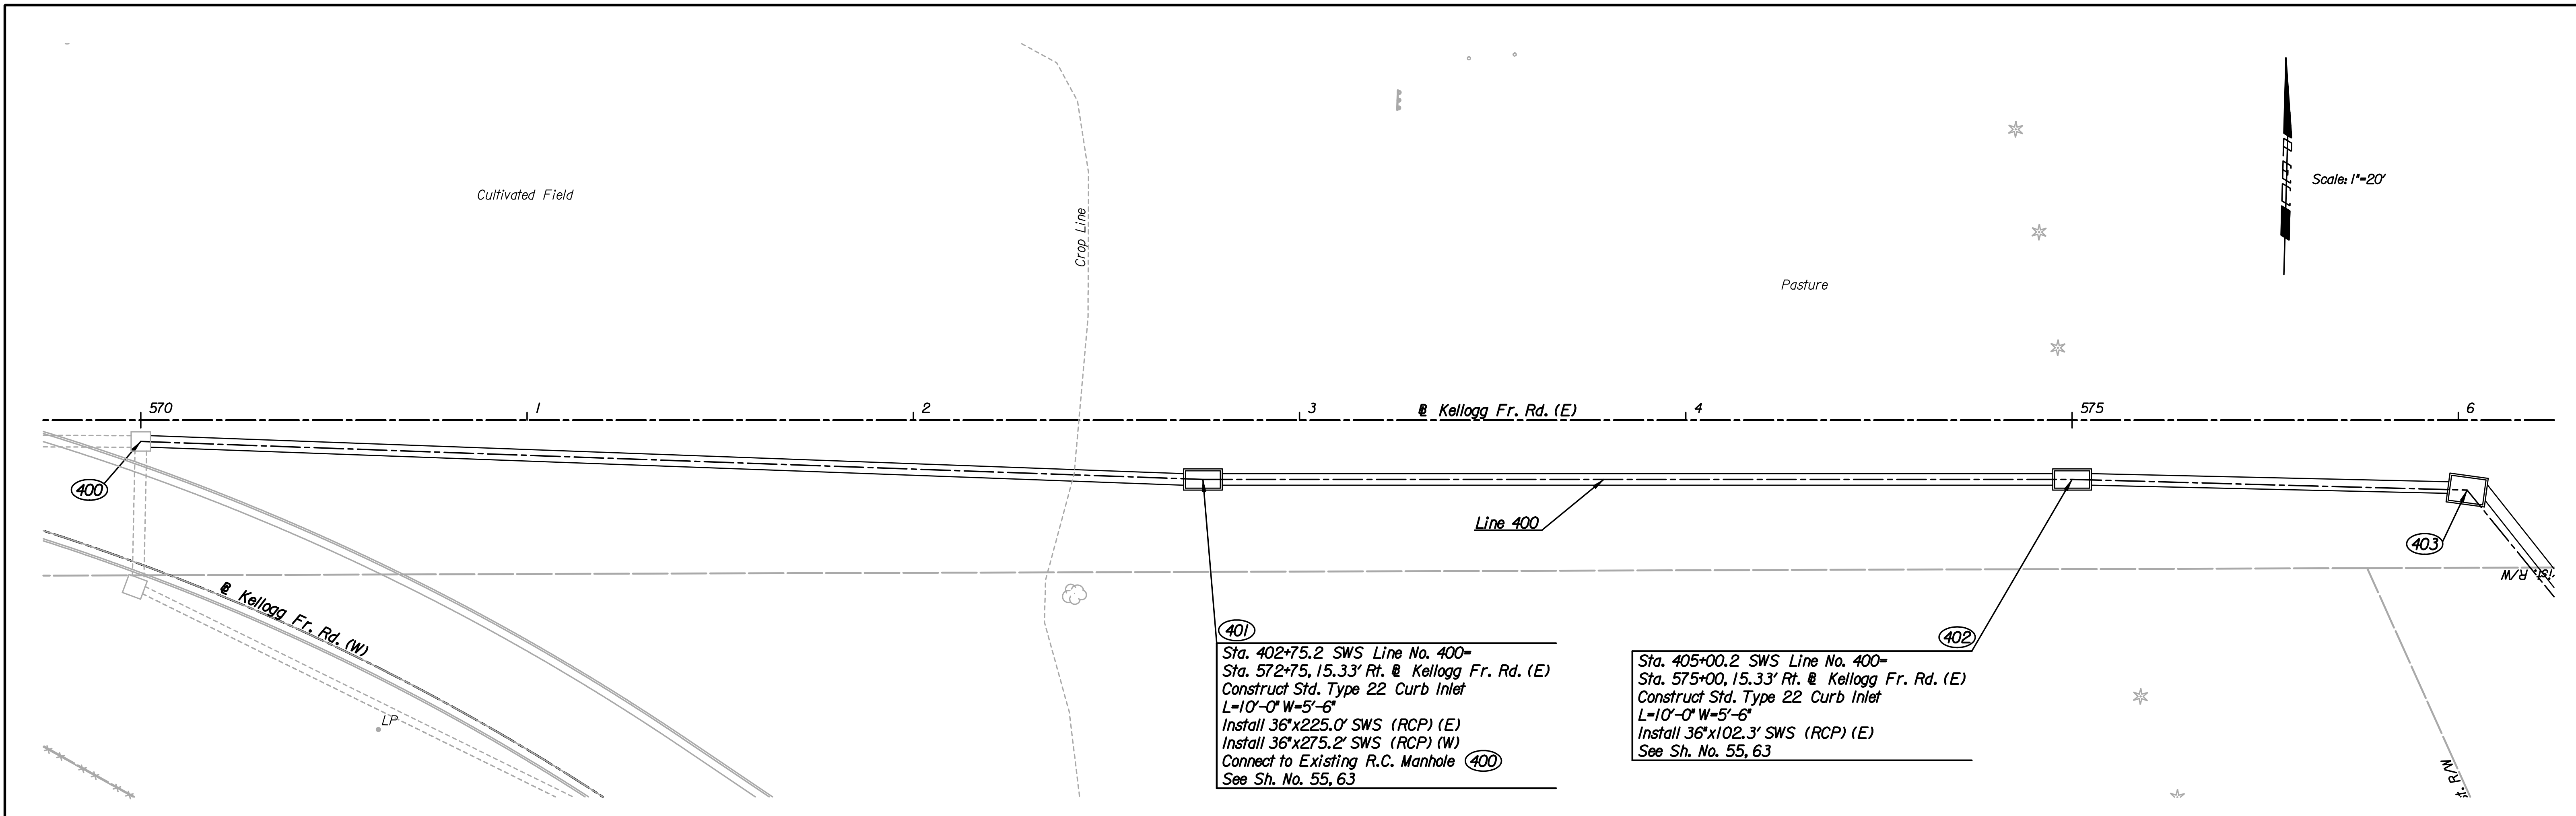 Cultivated Field
Crop Line
Pasture
Scale: 1"=20'
570
1
2
3
℄ Kellogg Fr. Rd. (E)
4
575
6
400
Line 400
403
℄ Kellogg Fr. Rd. (W)
LP
401
Sta. 402+75.2 SWS Line No. 400=
Sta. 572+75, 15.33' Rt. ℄ Kellogg Fr. Rd. (E)
Construct Std. Type 22 Curb Inlet
L=10'-0" W=5'-6"
Install 36"x225.0' SWS (RCP) (E)
Install 36"x275.2' SWS (RCP) (W)
Connect to Existing R.C. Manhole 400
See Sh. No. 55, 63
402
Sta. 405+00.2 SWS Line No. 400=
Sta. 575+00, 15.33' Rt. ℄ Kellogg Fr. Rd. (E)
Construct Std. Type 22 Curb Inlet
L=10'-0" W=5'-6"
Install 36"x102.3' SWS (RCP) (E)
See Sh. No. 55, 63
R/W
st. R/W